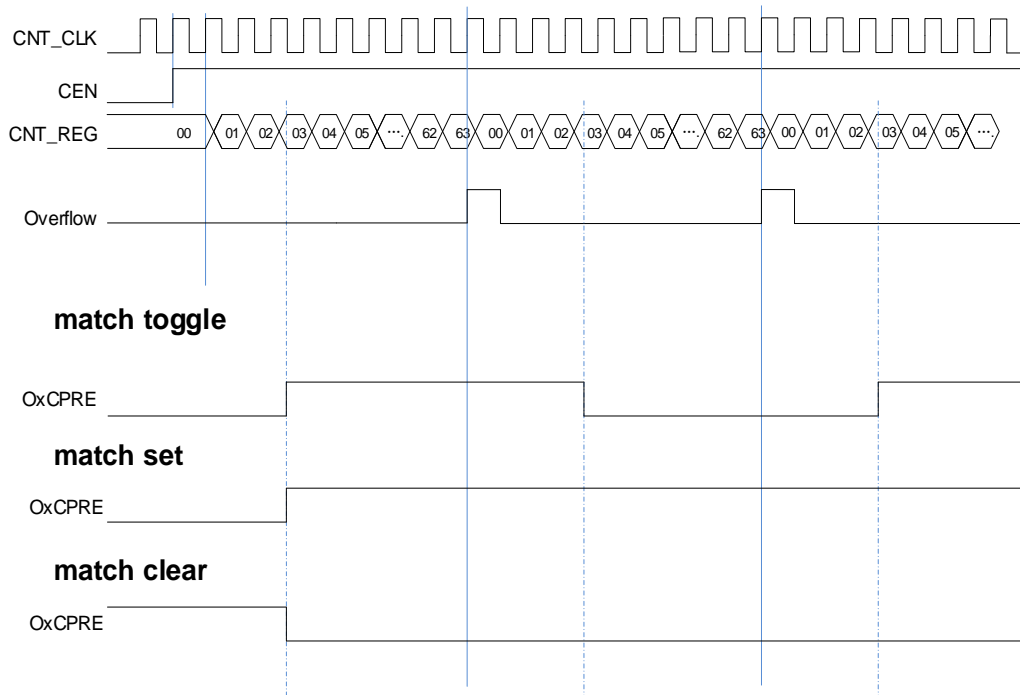 CNT_CLK
CEN
CNT_REG 00 01 02 03 04 05 ···. 62 63 00 01 02 03 04 05 ···. 62 63 00 01 02 03 04 05 ···.
Overflow
match toggle
OxCPRE
match set
OxCPRE
match clear
OxCPRE